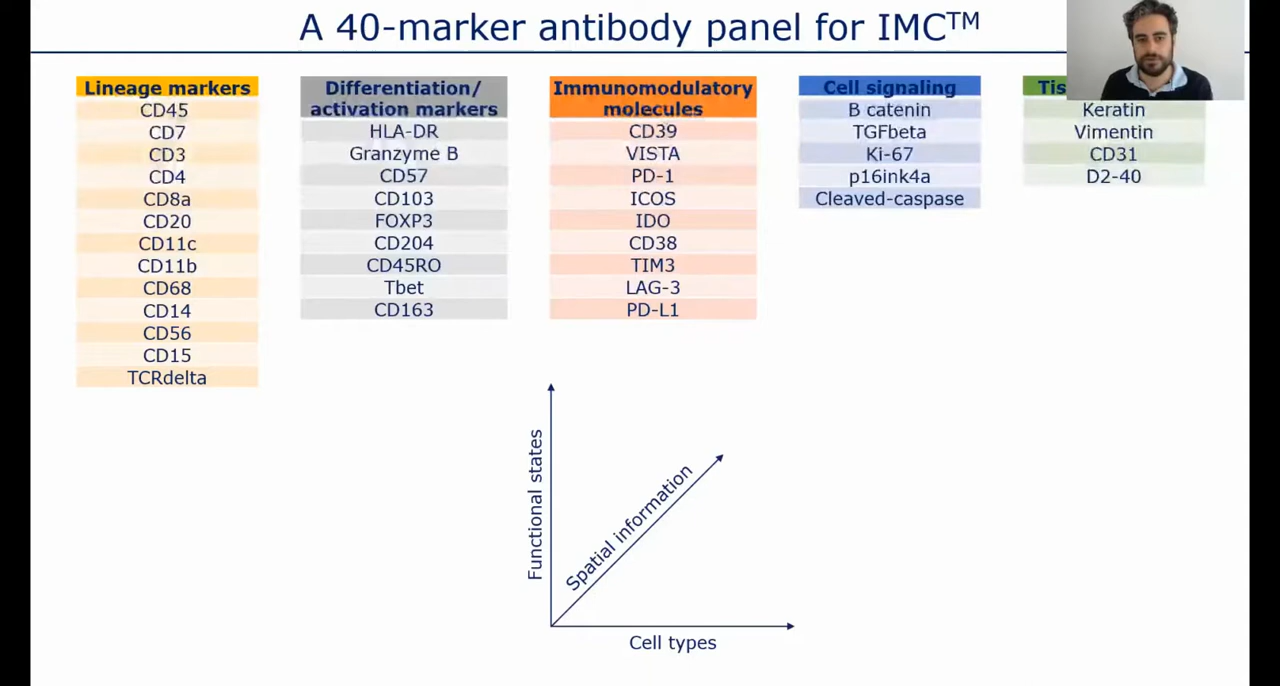 A 40-marker antibody panel for IMC™
Lineage markers
CD45
CD7
CD3
CD4
CD8a
CD20
CD11c
CD11b
CD68
CD14
CD56
CD15
TCRdelta
Differentiation/
activation markers
HLA-DR
Granzyme B
CD57
CD103
FOXP3
CD204
CD45RO
Tbet
CD163
Immunomodulatory
molecules
CD39
VISTA
PD-1
ICOS
IDO
CD38
TIM3
LAG-3
PD-L1
Cell signaling
B catenin
TGFbeta
Ki-67
p16ink4a
Cleaved-caspase
Keratin
Vimentin
CD31
D2-40
Functional states
Spatial information
Cell types